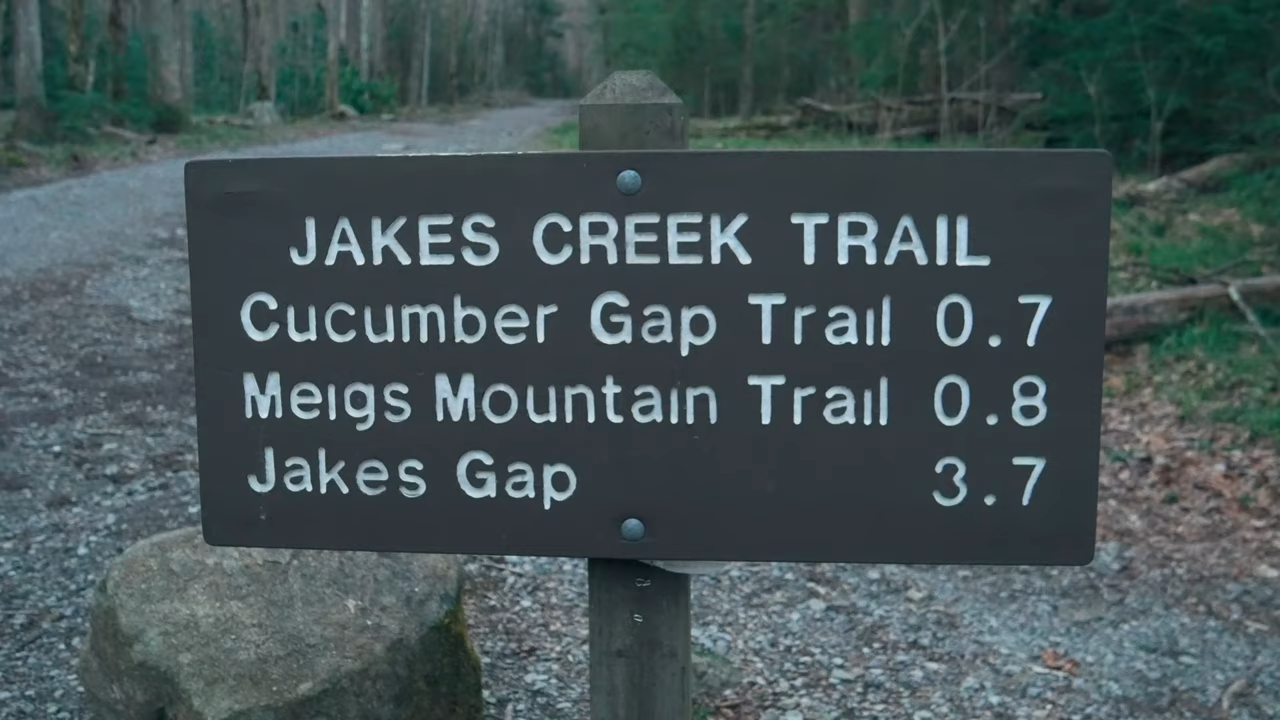 JAKES CREEK TRAIL
Cucumber Gap Trail 0.7
Meigs Mountain Trail 0.8
Jakes Gap 3.7